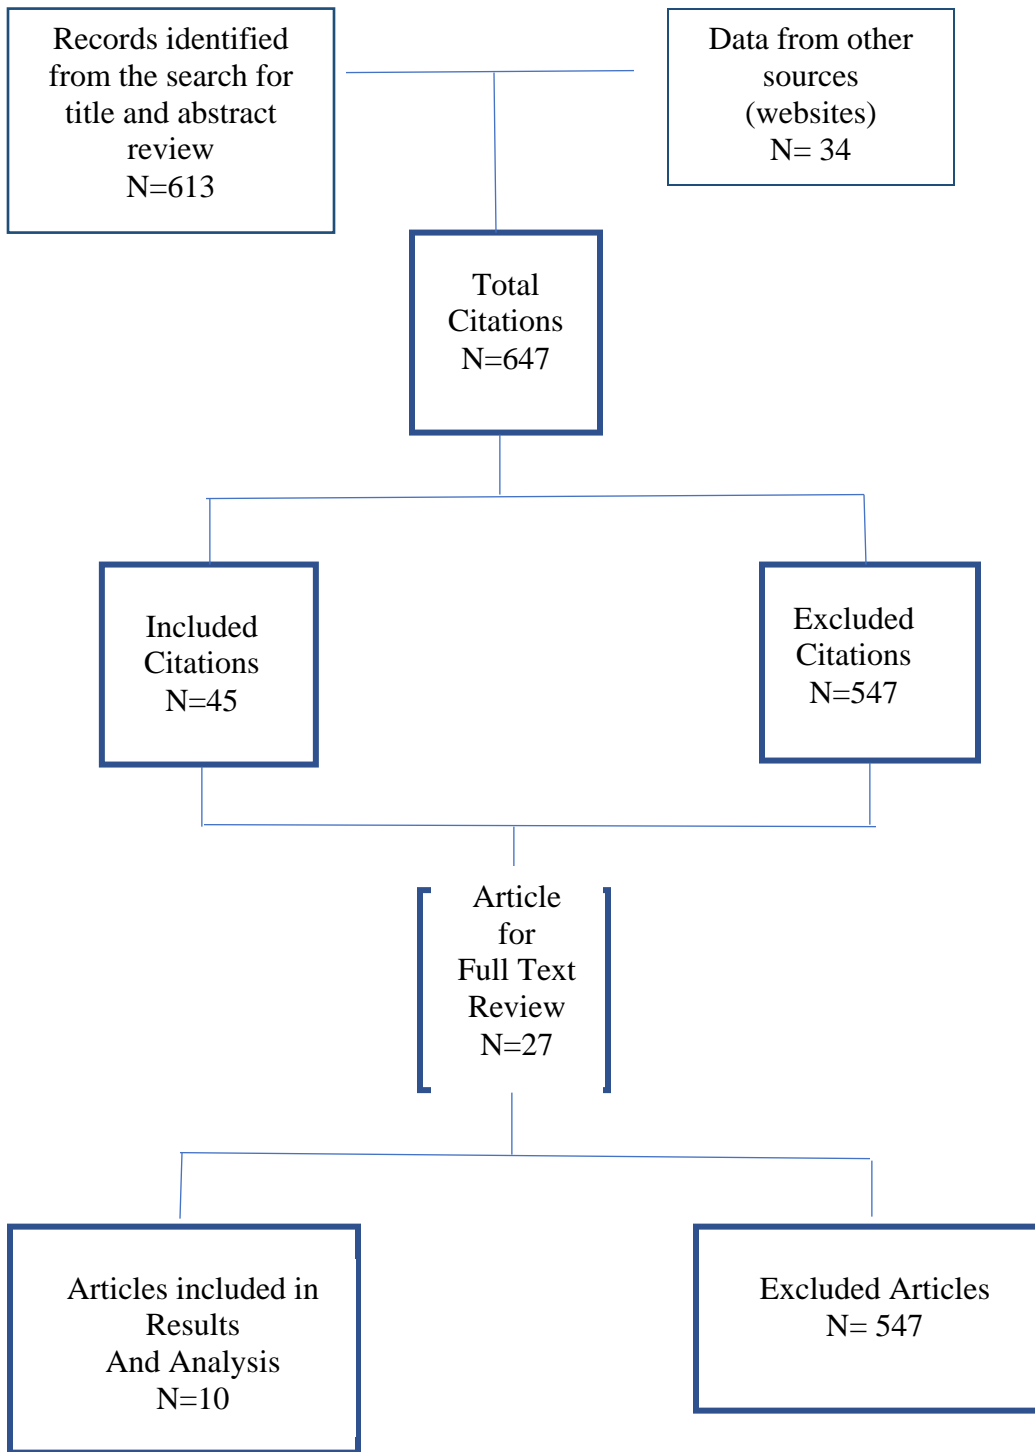 Records identified
from the search for
title and abstract
review
N=613
Data from other
sources
(websites)
N= 34
Total
Citations
N=647
Included
Citations
N=45
Excluded
Citations
N=547
Article
for
Full Text
Review
N=27
Articles included in
Results
And Analysis
N=10
Excluded Articles
N= 547